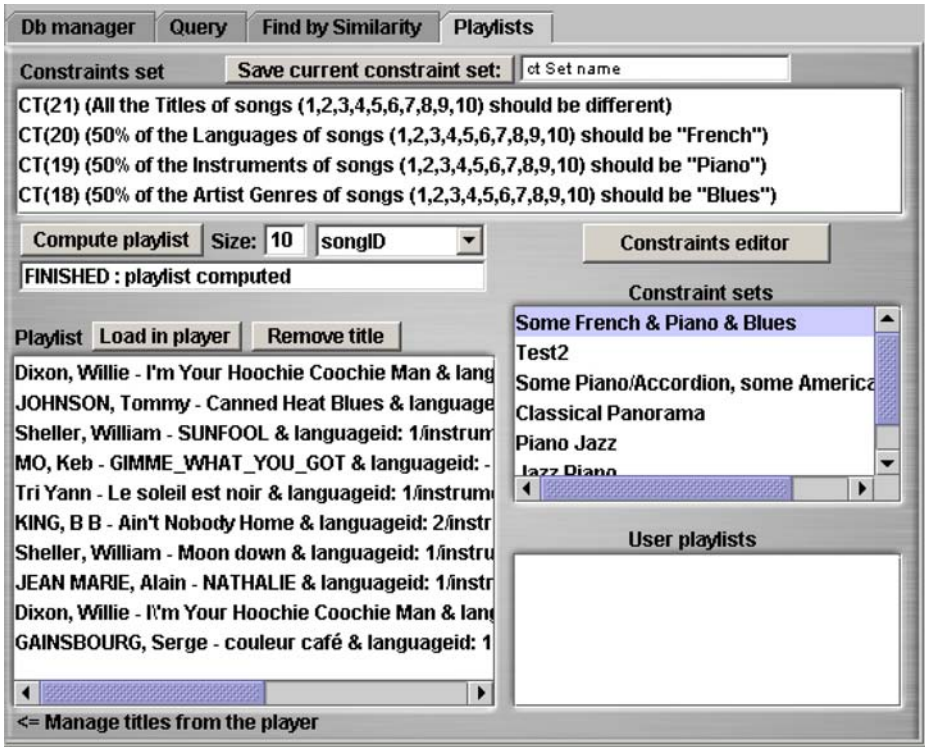 Db manager Query Find by Similarity Playlists
Constraints set Save current constraint set: ct Set name
CT(21) (All the Titles of songs (1,2,3,4,5,6,7,8,9,10) should be different)
CT(20) (50% of the Languages of songs (1,2,3,4,5,6,7,8,9,10) should be "French")
CT(19) (50% of the Instruments of songs (1,2,3,4,5,6,7,8,9,10) should be "Piano")
CT(18) (50% of the Artist Genres of songs (1,2,3,4,5,6,7,8,9,10) should be "Blues")
Compute playlist Size: 10 songID Constraints editor
FINISHED : playlist computed
Playlist Load in player Remove title
Dixon, Willie - I'm Your Hoochie Coochie Man & lang
JOHNSON, Tommy - Canned Heat Blues & language
Sheller, William - SUNFOOL & languageid: 1/instrum
MO, Keb - GIMME_WHAT_YOU_GOT & languageid: -
Tri Yann - Le soleil est noir & languageid: 1/instrum
KING, B B - Ain't Nobody Home & languageid: 2/instr
Sheller, William - Moon down & languageid: 1/instru
JEAN MARIE, Alain - NATHALIE & languageid: 1/instr
Dixon, Willie - I\'m Your Hoochie Coochie Man & lang
GAINSBOURG, Serge - couleur café & languageid: 1
<= Manage titles from the player
Constraint sets
Some French & Piano & Blues
Test2
Some Piano/Accordion, some America
Classical Panorama
Piano Jazz
Jazz Piano
User playlists